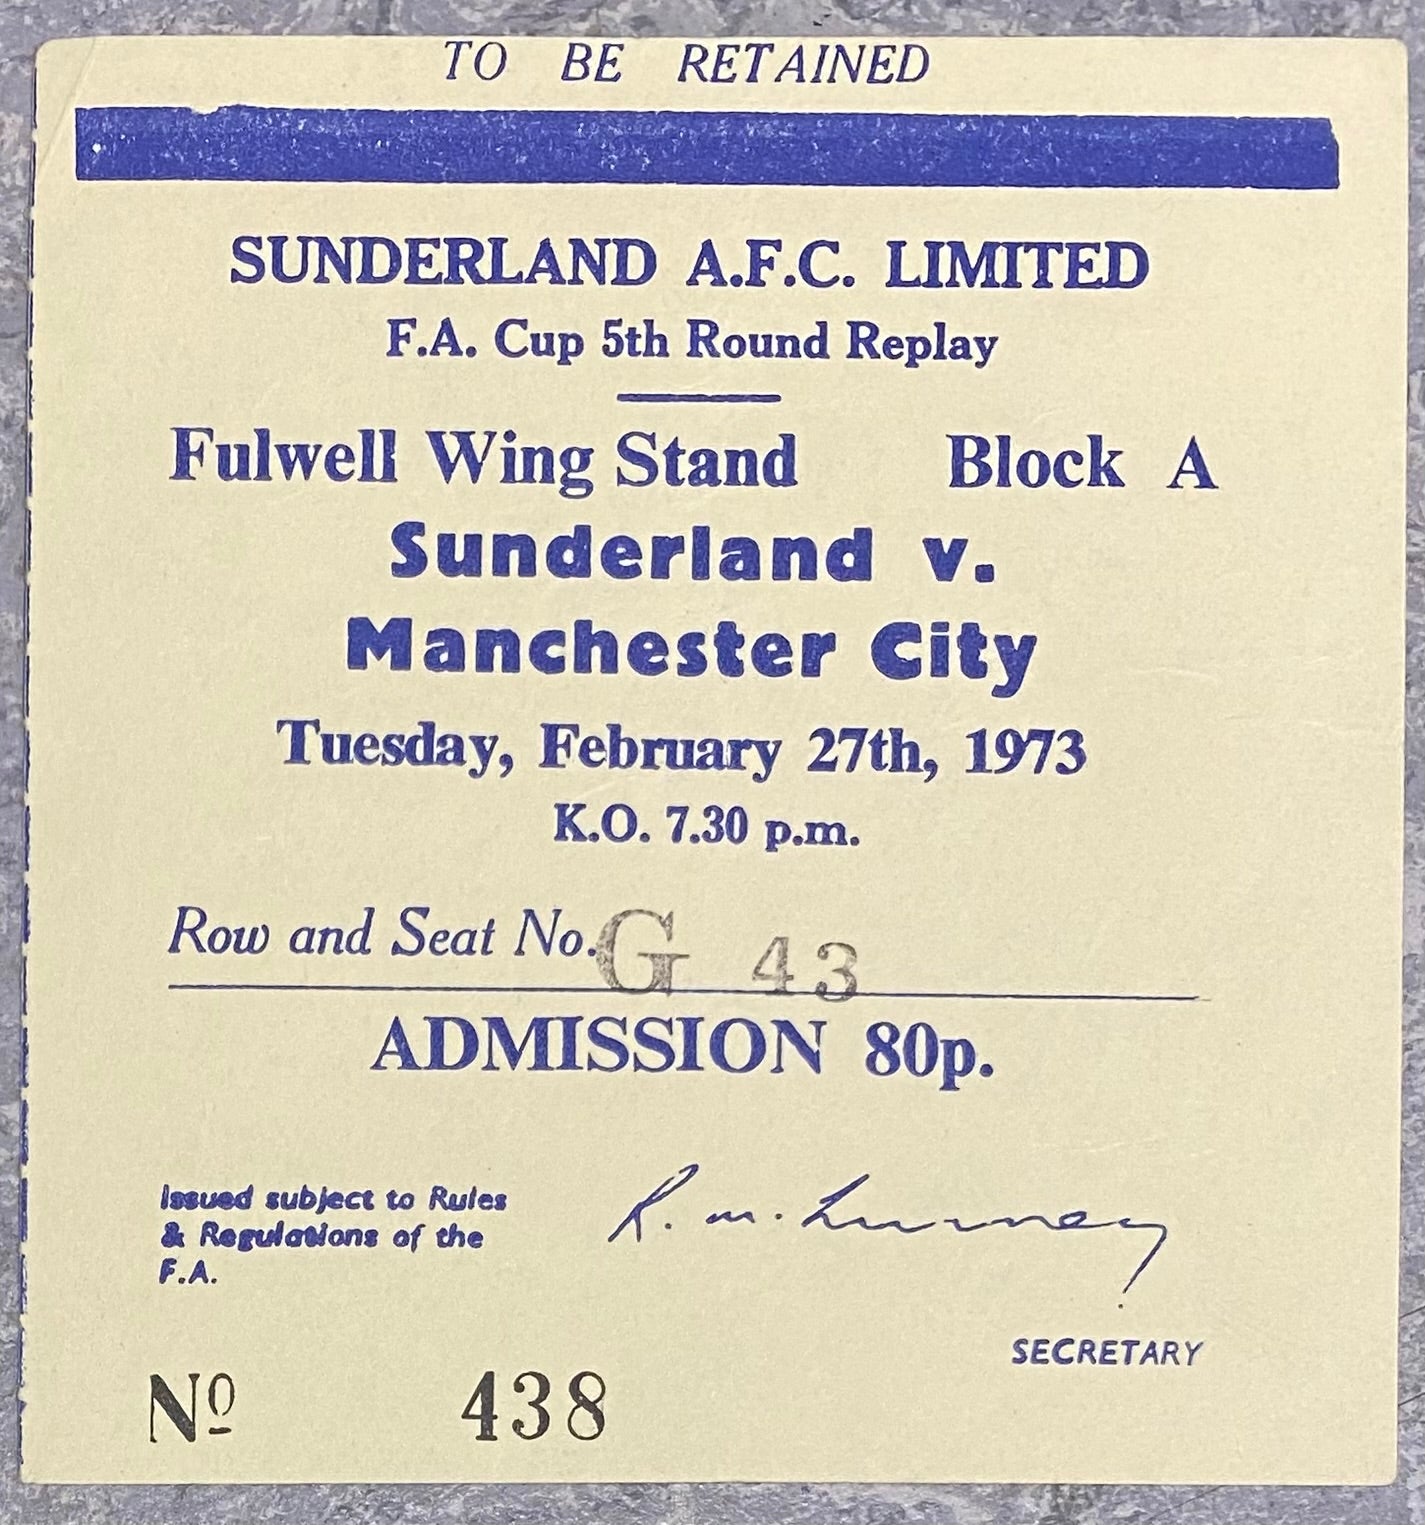 TO BE RETAINED
SUNDERLAND A.F.C. LIMITED
F.A. Cup 5th Round Replay
Fulwell Wing Stand Block A
Sunderland v.
Manchester City
Tuesday, February 27th, 1973
K.O. 7.30 p.m.
Row and Seat No. G 43
ADMISSION 80p.
Issued subject to Rules
& Regulations of the
F.A.
R. M.
SECRETARY
Nº 438